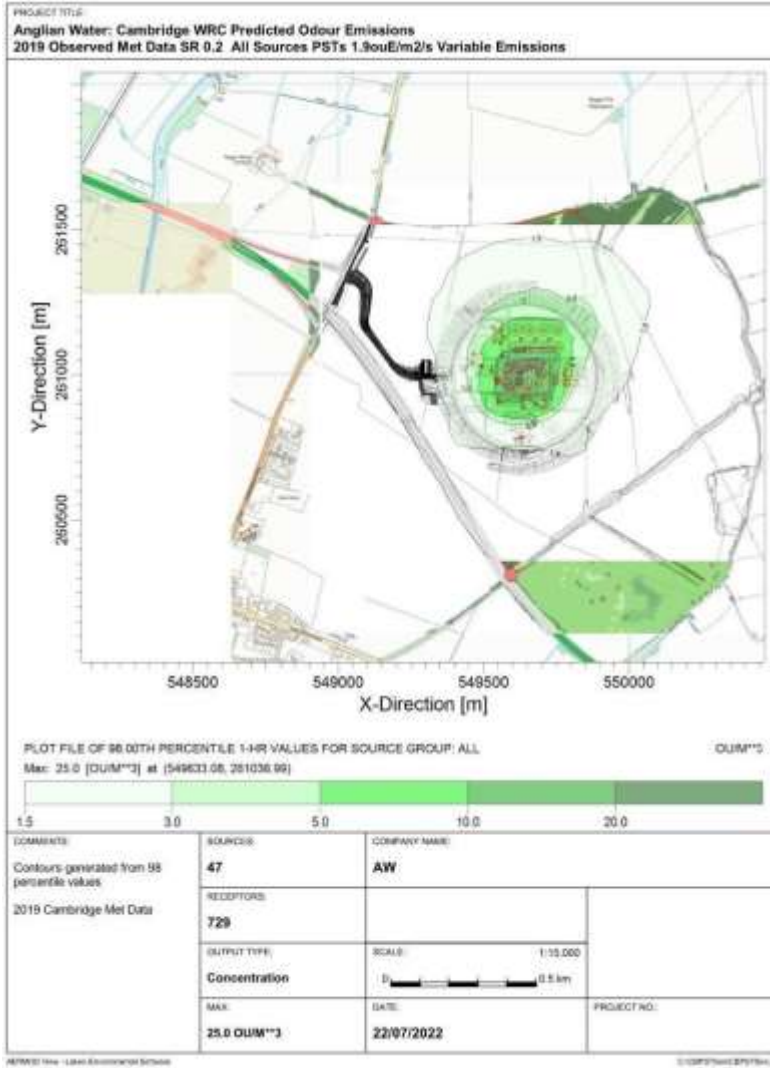 PROJECT TITLE:
Anglian Water: Cambridge WRC Predicted Odour Emissions
2019 Observed Met Data SR 0.2 All Sources PSTs 1.9ouE/m2/s Variable Emissions
Y-Direction [m]
261500
261000
260500
548500 549000 549500 550000
X-Direction [m]
PLOT FILE OF 98.00TH PERCENTILE 1-HR VALUES FOR SOURCE GROUP: ALL
OU/M**3
Max: 25.0 [OU/M**3] at (549633.08, 261036.99)
1.5 3.0 5.0 10.0 20.0
COMMENTS:
Contours generated from 98
percentile values
2019 Cambridge Met Data
SOURCES:
47
COMPANY NAME:
AW
RECEPTORS:
729
OUTPUT TYPE:
Concentration
SCALE: 1:15,000
0 0.5 km
MAX:
25.0 OU/M**3
DATE:
22/07/2022
PROJECT NO.:
AERMOD View - Lakes Environmental Software